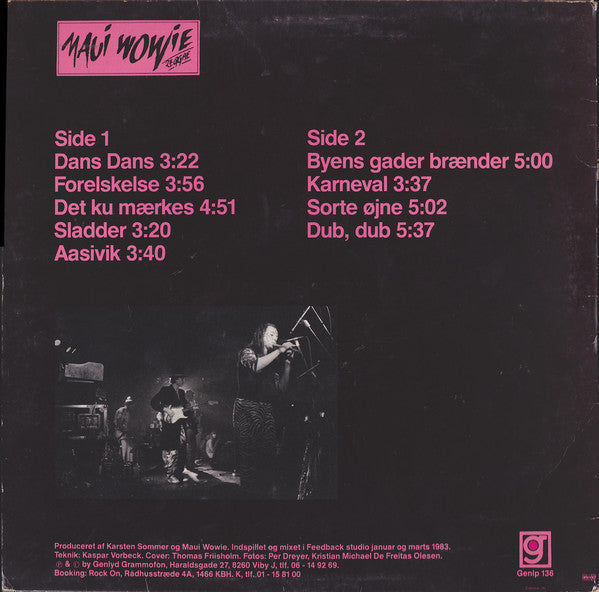 MAUI WOWIE
REGGAE
Side 1
Dans Dans 3:22
Forelskelse 3:56
Det ku mærkes 4:51
Sladder 3:20
Aasivik 3:40
Side 2
Byens gader brænder 5:00
Karneval 3:37
Sorte øjne 5:02
Dub, dub 5:37
Produceret af Karsten Sommer og Maui Wowie. Indspillet og mixet i Feedback studio januar og marts 1983.
Teknik: Kaspar Vorbeck. Cover: Thomas Friisholm. Fotos: Per Dreyer, Kristian Michael De Freitas Olesen.
℗ & © by Genlyd Grammofon, Haraldsgade 27, 8260 Viby J, tlf. 06 - 14 92 69.
Booking: Rock On, Rådhusstræde 4A, 1466 KBH. K, tlf. 01 - 15 81 00
g
Genlp 136